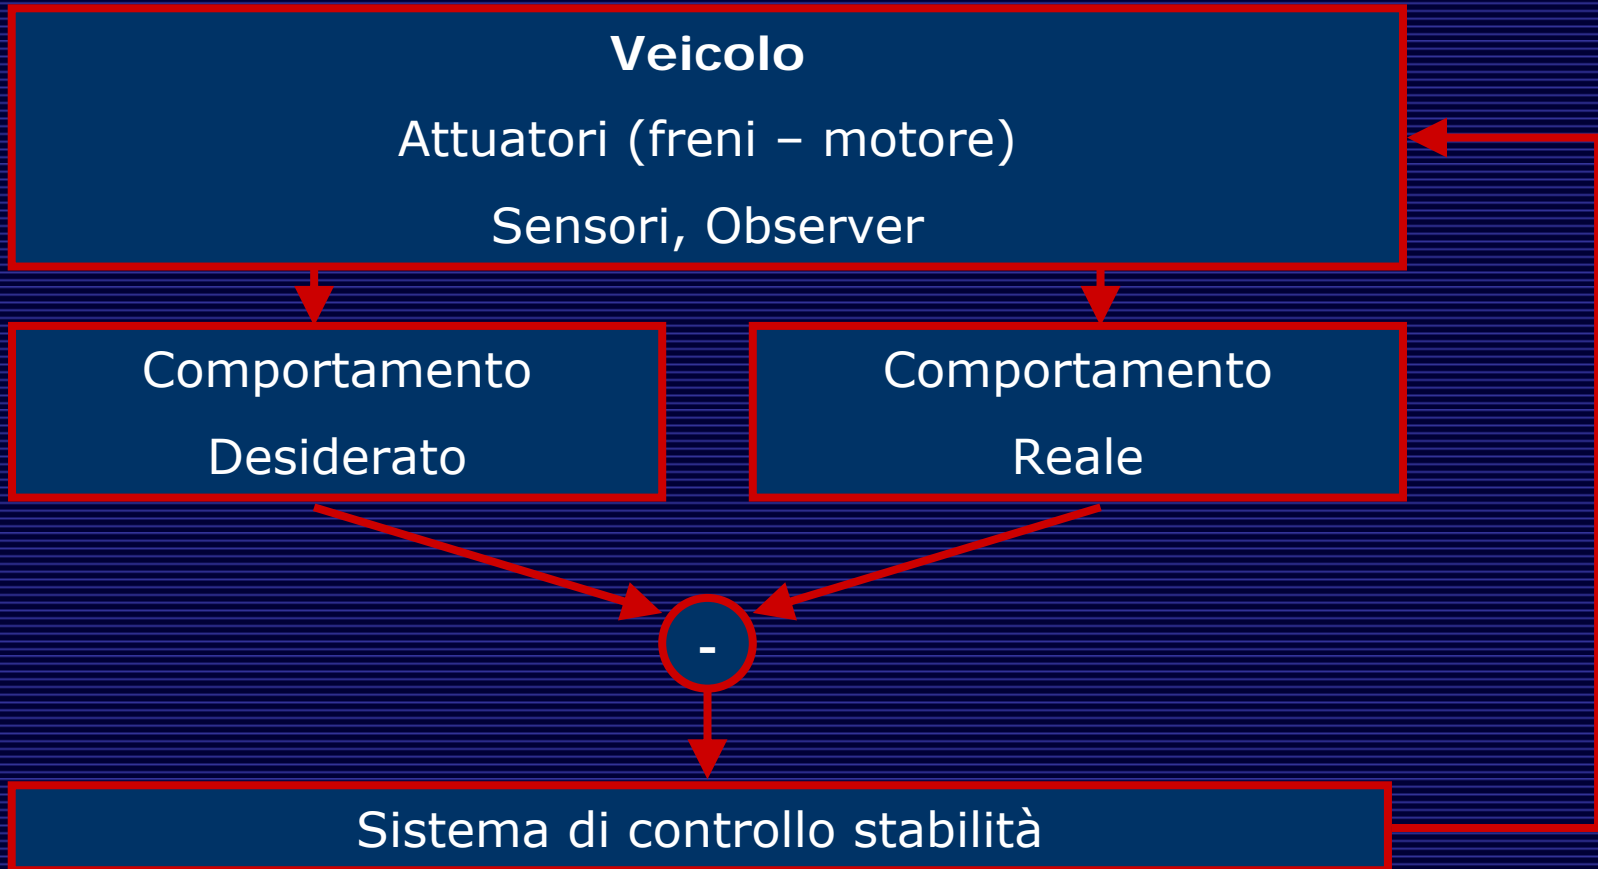 Veicolo
Attuatori (freni – motore)
Sensori, Observer
Comportamento
Desiderato
Comportamento
Reale
-
Sistema di controllo stabilità